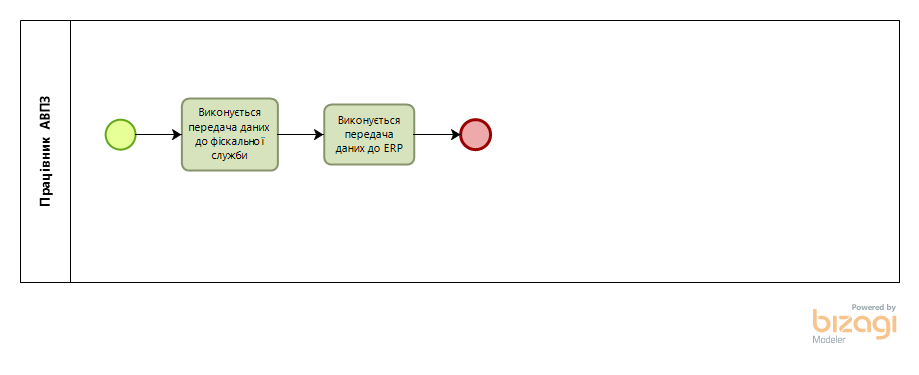 Працівник АВПЗ
Виконується
передача даних
до фіскальної
служби
Виконується
передача
даних до ERP
Powered by
bizagi
Modeler